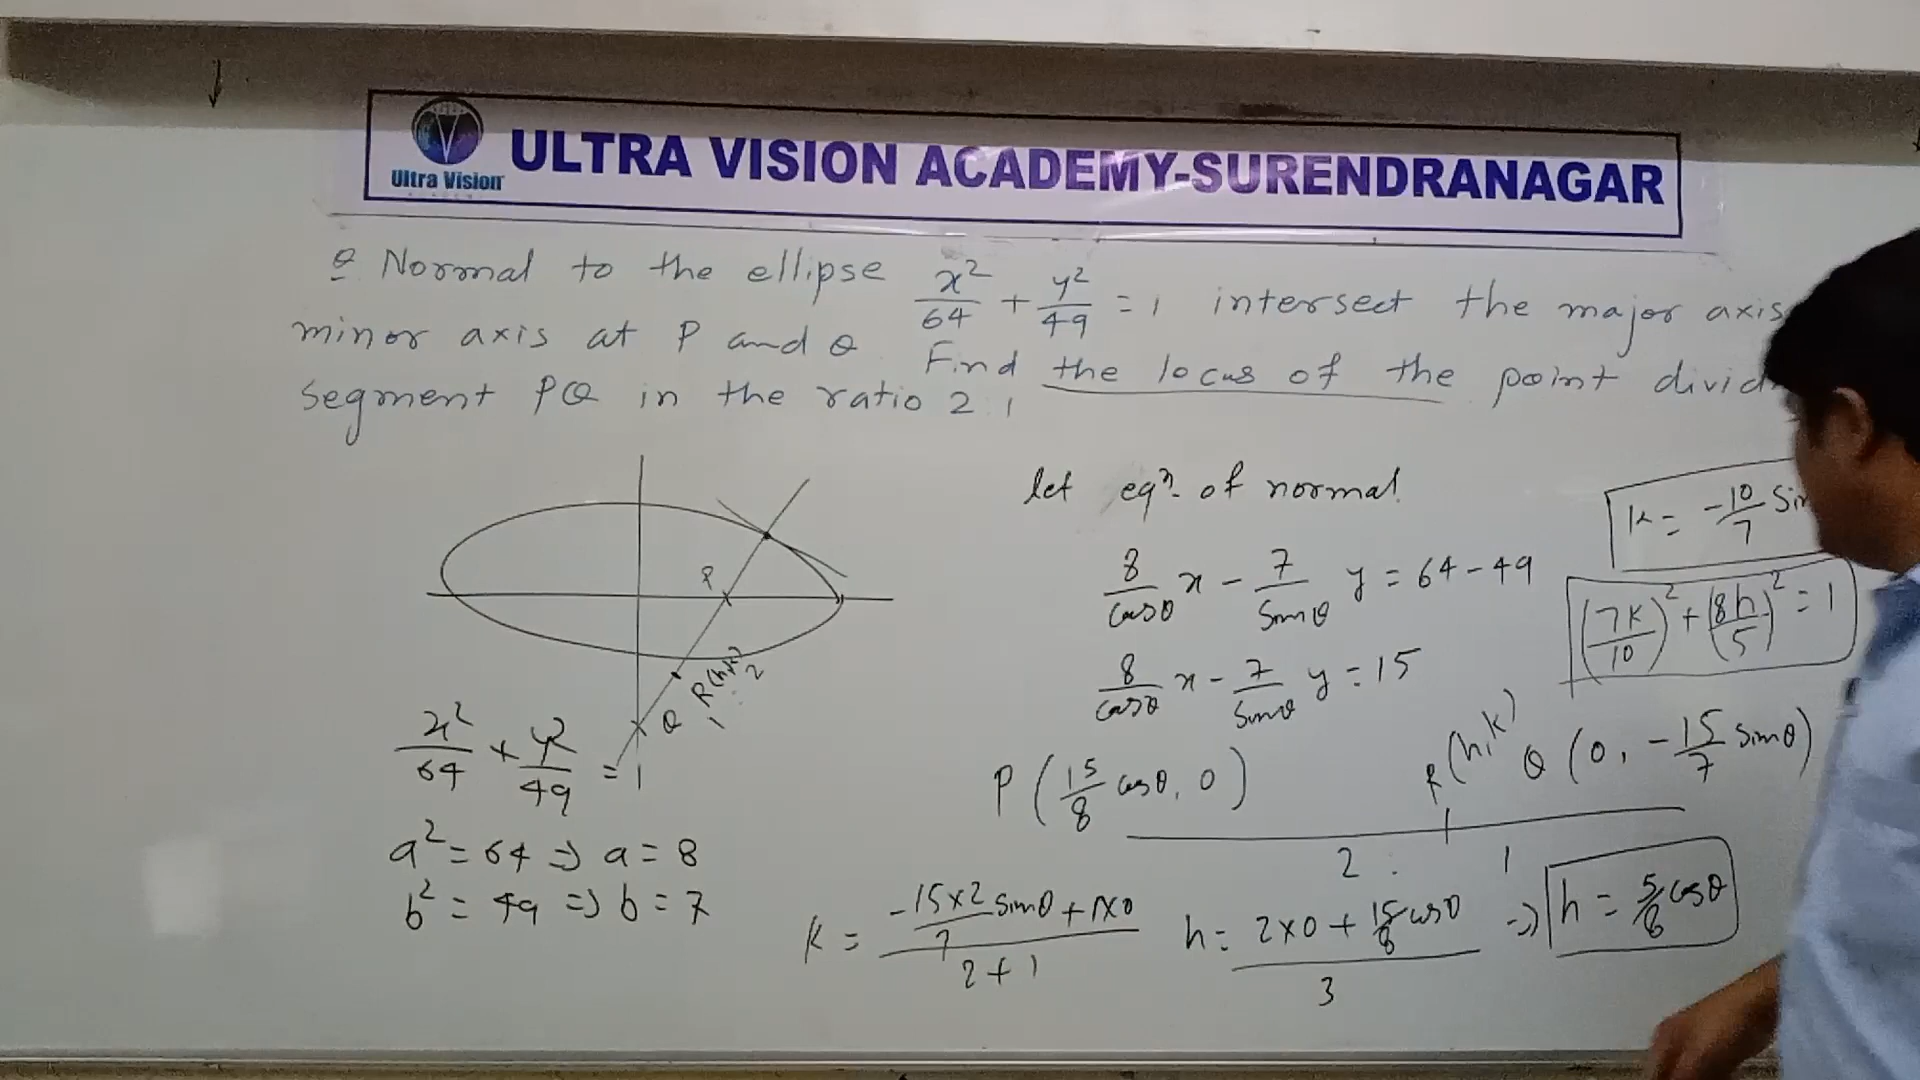 Ultra Vision
ULTRA VISION ACADEMY-SURENDRANAGAR
Q Normal to the ellipse x²/64 + y²/49 = 1 intersect the major axis
minor axis at P and Q. Find the locus of the point
segment PQ in the ratio 2:1
P
R(h,k)
2
1
Q
x²/64 + y²/49 = 1
a² = 64 => a = 8
b² = 49 => b = 7
let eqn. of normal
8/cosθ x - 7/sinθ y = 64-49
8/cosθ x - 7/sinθ y = 15
P (15/8 cosθ, 0)
R(h,k)
Q (0, -15/7 sinθ)
2 : 1
k = (-15×2/7 sinθ + 1×0)/(2+1)
h = (2×0 + 15/8 cosθ)/3 => h = 5/8 cosθ
k = -10/7
(7k/10)² + (8h/5)² = 1